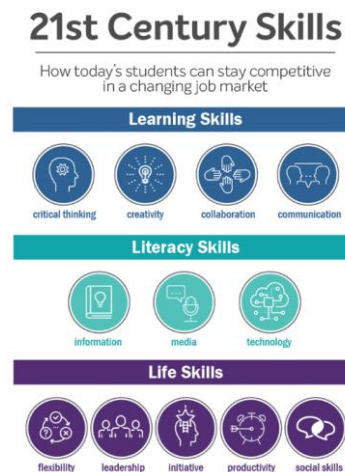 21st Century Skills
How today's students can stay competitive
in a changing job market
Learning Skills
critical thinking creativity collaboration communication
Literacy Skills
information media technology
Life Skills
flexibility leadership initiative productivity social skills